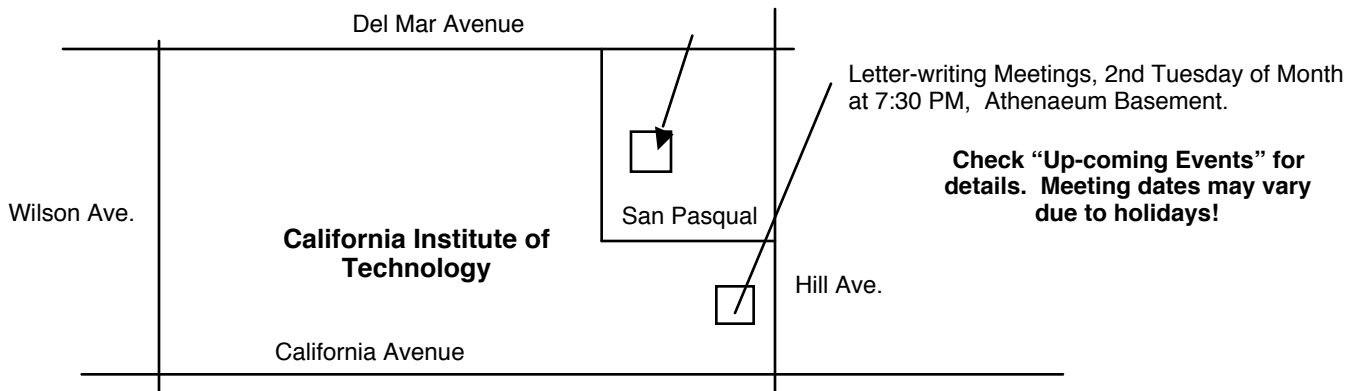 Del Mar Avenue
Letter-writing Meetings, 2nd Tuesday of Month
at 7:30 PM, Athenaeum Basement.
Check “Up-coming Events” for
details. Meeting dates may vary
due to holidays!
Wilson Ave.
San Pasqual
California Institute of
Technology
Hill Ave.
California Avenue